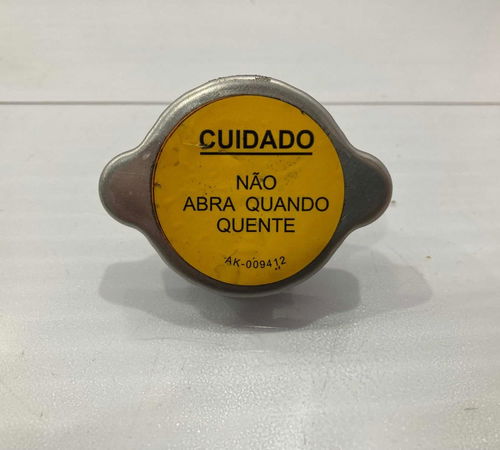 CUIDADO
NÃO
ABRA QUANDO
QUENTE
AK-009412